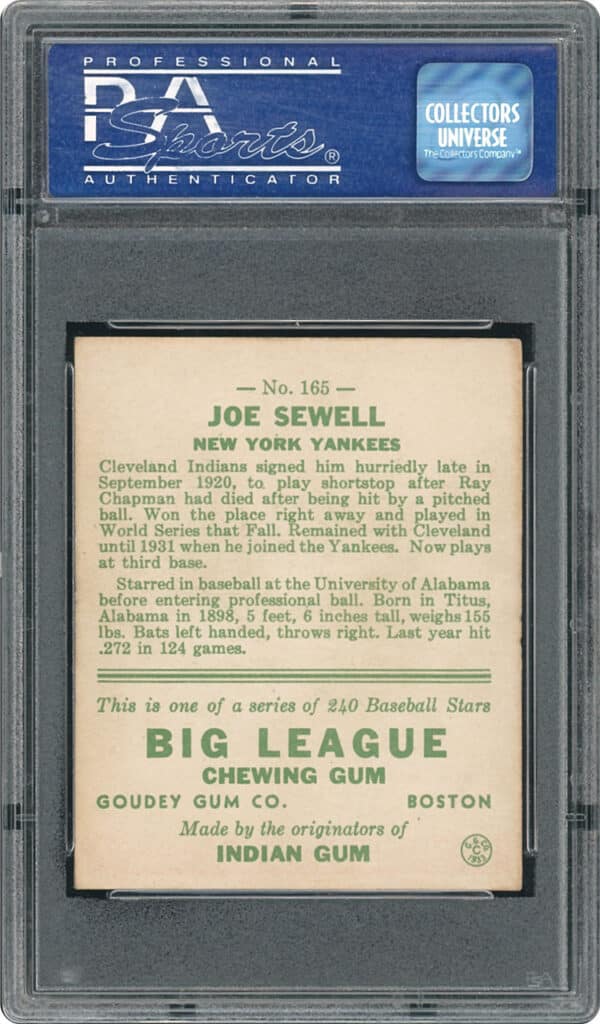 PROFESSIONAL
PSA
Sports®
AUTHENTICATOR
COLLECTORS
UNIVERSE
The Collectors Company™
— No. 165 —
JOE SEWELL
NEW YORK YANKEES
Cleveland Indians signed him hurriedly late in
September 1920, to play shortstop after Ray
Chapman had died after being hit by a pitched
ball. Won the place right away and played in
World Series that Fall. Remained with Cleveland
until 1931 when he joined the Yankees. Now plays
at third base.
Starred in baseball at the University of Alabama
before entering professional ball. Born in Titus,
Alabama in 1898, 5 feet, 6 inches tall, weighs 155
lbs. Bats left handed, throws right. Last year hit
.272 in 124 games.
This is one of a series of 240 Baseball Stars
BIG LEAGUE
CHEWING GUM
GOUDEY GUM CO. BOSTON
Made by the originators of
INDIAN GUM
G. G. & Co.
1933
PSA